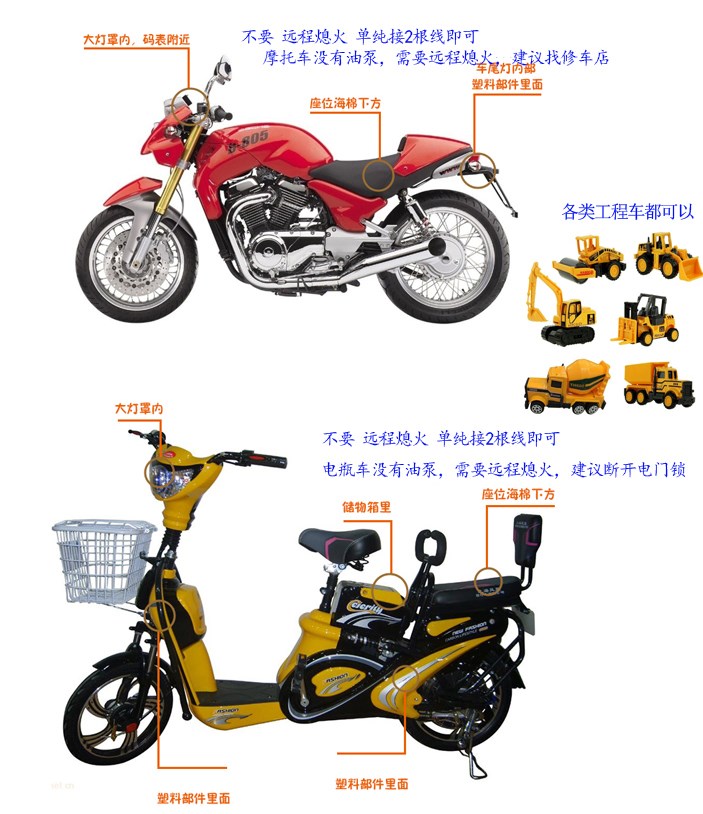 大灯罩内，码表附近
不要 远程熄火 单纯接2根线即可
摩托车没有油泵，需要远程熄火，建议找修车店
车尾灯内部
塑料部件里面
座位海棉下方
各类工程车都可以
大灯罩内
不要 远程熄火 单纯接2根线即可
电瓶车没有油泵，需要远程熄火，建议断开电门锁
座位海棉下方
储物箱里
NEW FASHION
ASHION
ASHION
塑料部件里面
塑料部件里面